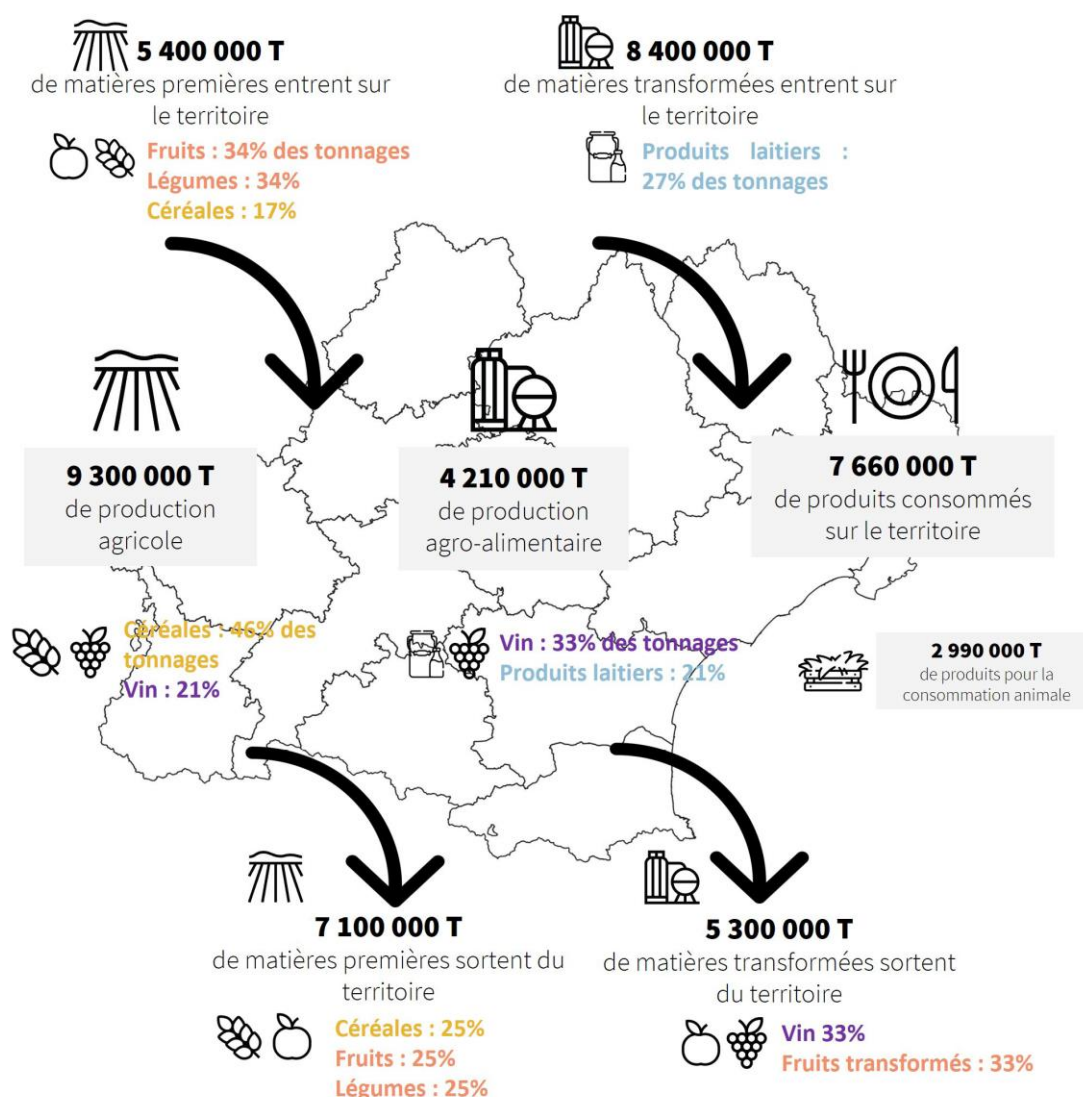 5 400 000 T
de matières premières entrent sur
le territoire
Fruits : 34% des tonnages
Légumes : 34%
Céréales : 17%
8 400 000 T
de matières transformées entrent sur
le territoire
Produits laitiers :
27% des tonnages
9 300 000 T
de production
agricole
Céréales : 46% des
tonnages
Vin : 21%
4 210 000 T
de production
agro-alimentaire
Vin : 33% des tonnages
Produits laitiers : 21%
7 660 000 T
de produits consommés
sur le territoire
2 990 000 T
de produits pour la
consommation animale
7 100 000 T
de matières premières sortent du
territoire
Céréales : 25%
Fruits : 25%
Légumes : 25%
5 300 000 T
de matières transformées sortent
du territoire
Vin 33%
Fruits transformés : 33%